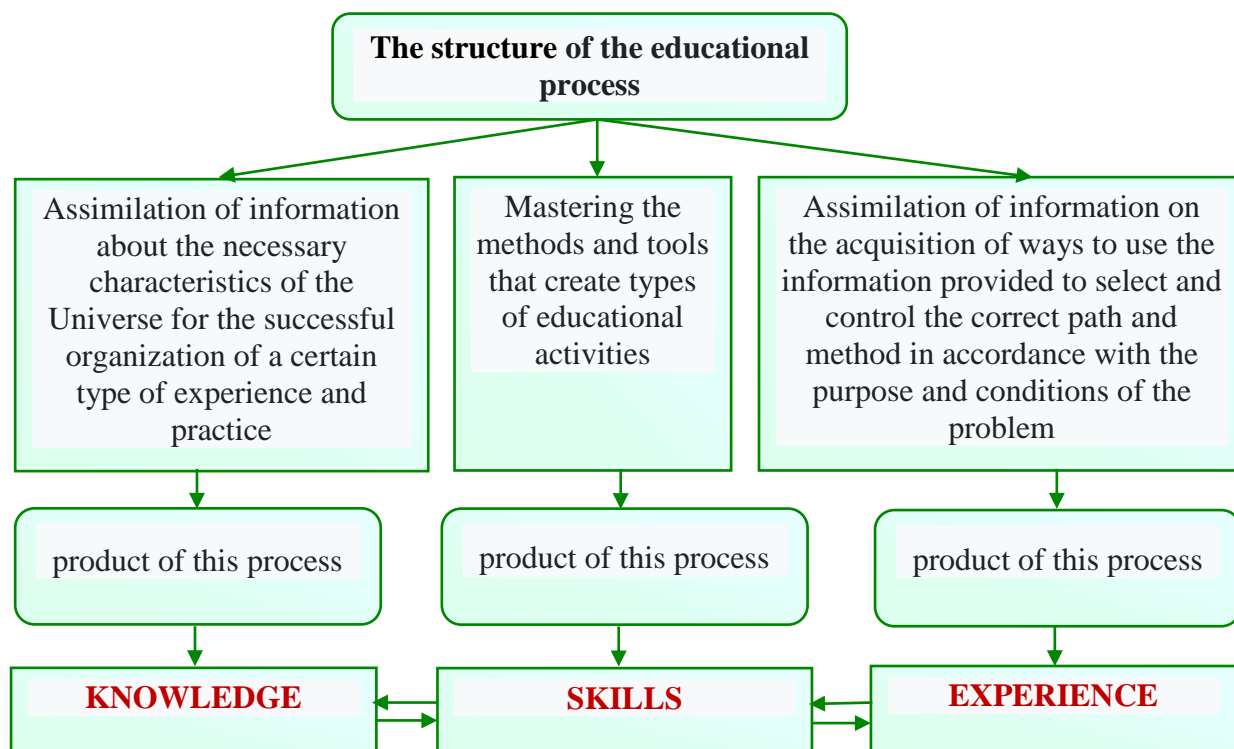 The structure of the educational
process
Assimilation of information
about the necessary
characteristics of the
Universe for the successful
organization of a certain
type of experience and
practice
Mastering the
methods and tools
that create types
of educational
activities
Assimilation of information on
the acquisition of ways to use the
information provided to select and
control the correct path and
method in accordance with the
purpose and conditions of the
problem
product of this process
product of this process
product of this process
KNOWLEDGE
SKILLS
EXPERIENCE